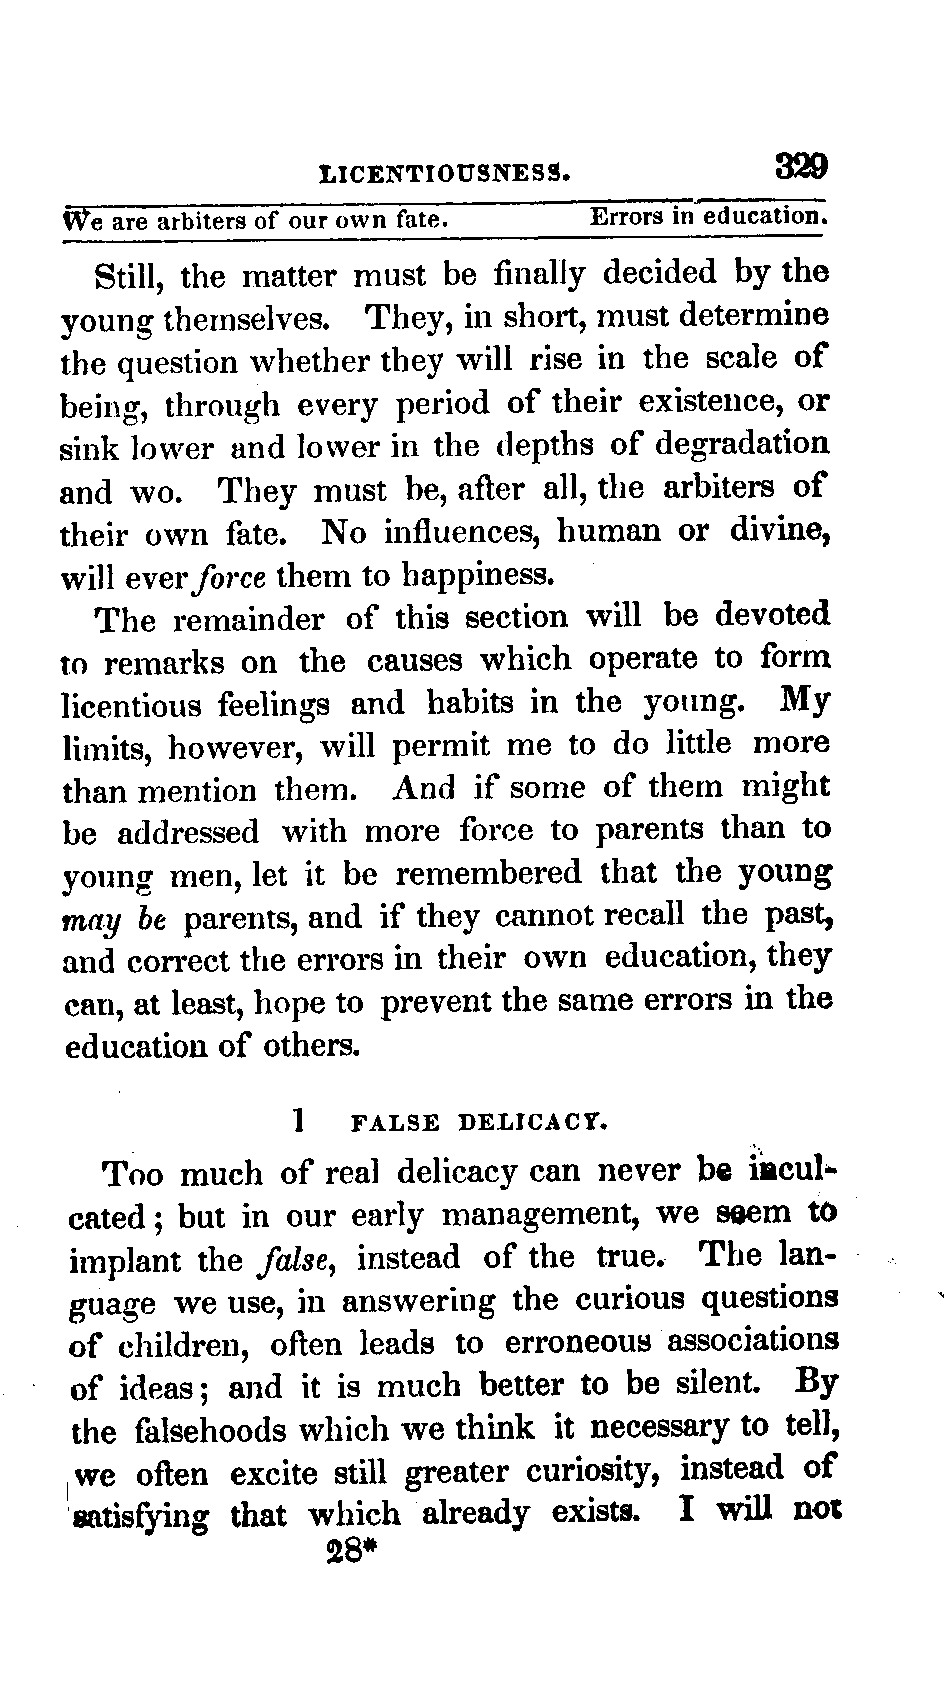 LICENTIOUSNESS. 329
We are arbiters of our own fate. Errors in education.
Still, the matter must be finally decided by the
young themselves. They, in short, must determine
the question whether they will rise in the scale of
being, through every period of their existence, or
sink lower and lower in the depths of degradation
and wo. They must be, after all, the arbiters of
their own fate. No influences, human or divine,
will ever force them to happiness.
The remainder of this section will be devoted
to remarks on the causes which operate to form
licentious feelings and habits in the young. My
limits, however, will permit me to do little more
than mention them. And if some of them might
be addressed with more force to parents than to
young men, let it be remembered that the young
may be parents, and if they cannot recall the past,
and correct the errors in their own education, they
can, at least, hope to prevent the same errors in the
education of others.
1 FALSE DELICACY.
Too much of real delicacy can never be incul-
cated; but in our early management, we seem to
implant the false, instead of the true. The lan-
guage we use, in answering the curious questions
of children, often leads to erroneous associations
of ideas; and it is much better to be silent. By
the falsehoods which we think it necessary to tell,
we often excite still greater curiosity, instead of
satisfying that which already exists. I will not
28*